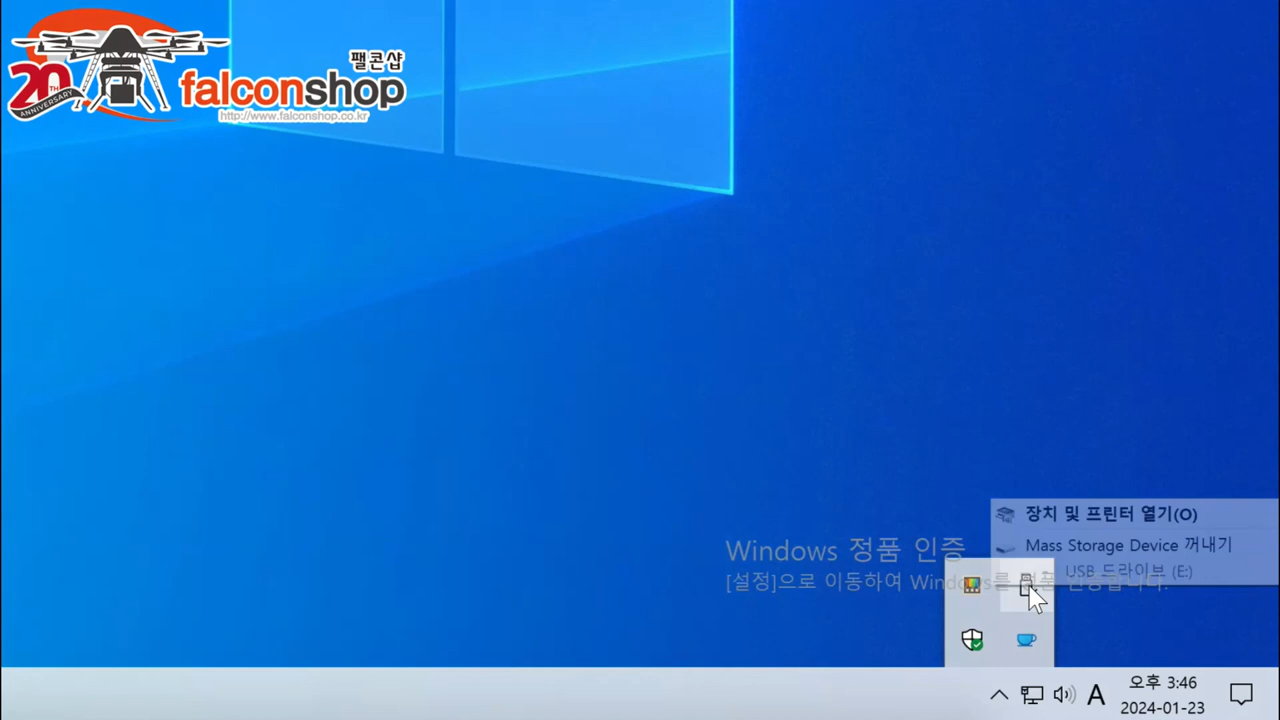 20TH
ANNIVERSARY
팰콘샵
falconshop
http://www.falconshop.co.kr
장치 및 프린터 열기(O)
Mass Storage Device 꺼내기
USB 드라이브 (E:)
Windows 정품 인증
[설정]으로 이동하여 Windows를 정품 인증합니다.
A
오후 3:46
2024-01-23